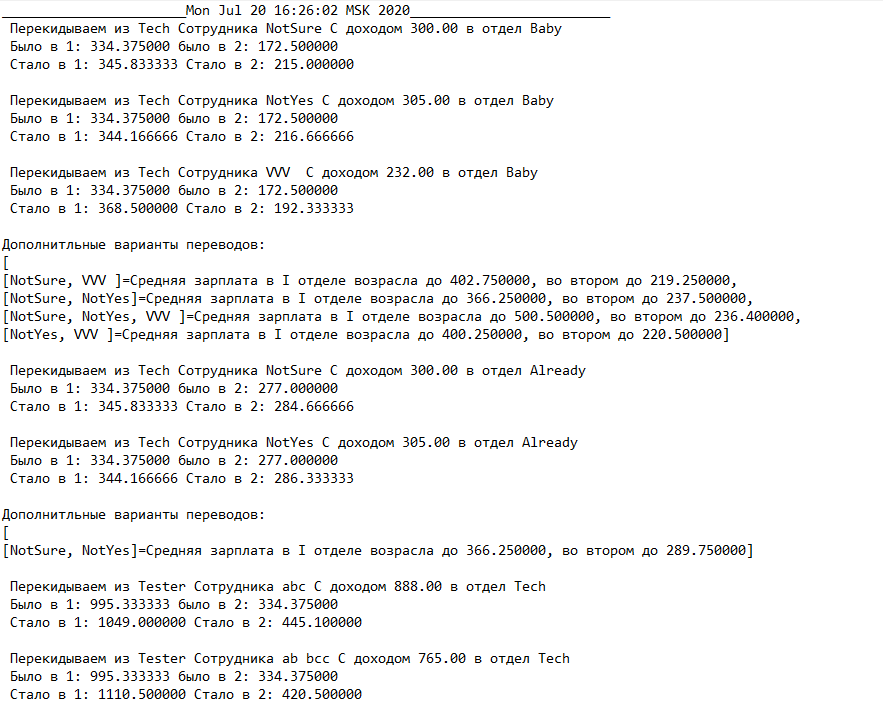 _______________________Mon Jul 20 16:26:02 MSK 2020_________________________
Перекидываем из Tech Сотрудника NotSure С доходом 300.00 в отдел Baby
Было в 1: 334.375000 было в 2: 172.500000
Стало в 1: 345.833333 Стало в 2: 215.000000
Перекидываем из Tech Сотрудника NotYes С доходом 305.00 в отдел Baby
Было в 1: 334.375000 было в 2: 172.500000
Стало в 1: 344.166666 Стало в 2: 216.666666
Перекидываем из Tech Сотрудника VVV  С доходом 232.00 в отдел Baby
Было в 1: 334.375000 было в 2: 172.500000
Стало в 1: 368.500000 Стало в 2: 192.333333
Дополнитльные варианты переводов:
[
[NotSure, VVV ]=Средняя зарплата в I отделе возрасла до 402.750000, во втором до 219.250000,
[NotSure, NotYes]=Средняя зарплата в I отделе возрасла до 366.250000, во втором до 237.500000,
[NotSure, NotYes, VVV ]=Средняя зарплата в I отделе возрасла до 500.500000, во втором до 236.400000,
[NotYes, VVV ]=Средняя зарплата в I отделе возрасла до 400.250000, во втором до 220.500000]
Перекидываем из Tech Сотрудника NotSure С доходом 300.00 в отдел Already
Было в 1: 334.375000 было в 2: 277.000000
Стало в 1: 345.833333 Стало в 2: 284.666666
Перекидываем из Tech Сотрудника NotYes С доходом 305.00 в отдел Already
Было в 1: 334.375000 было в 2: 277.000000
Стало в 1: 344.166666 Стало в 2: 286.333333
Дополнитльные варианты переводов:
[
[NotSure, NotYes]=Средняя зарплата в I отделе возрасла до 366.250000, во втором до 289.750000]
Перекидываем из Tester Сотрудника abc С доходом 888.00 в отдел Tech
Было в 1: 995.333333 было в 2: 334.375000
Стало в 1: 1049.000000 Стало в 2: 445.100000
Перекидываем из Tester Сотрудника ab bcc С доходом 765.00 в отдел Tech
Было в 1: 995.333333 было в 2: 334.375000
Стало в 1: 1110.500000 Стало в 2: 420.500000